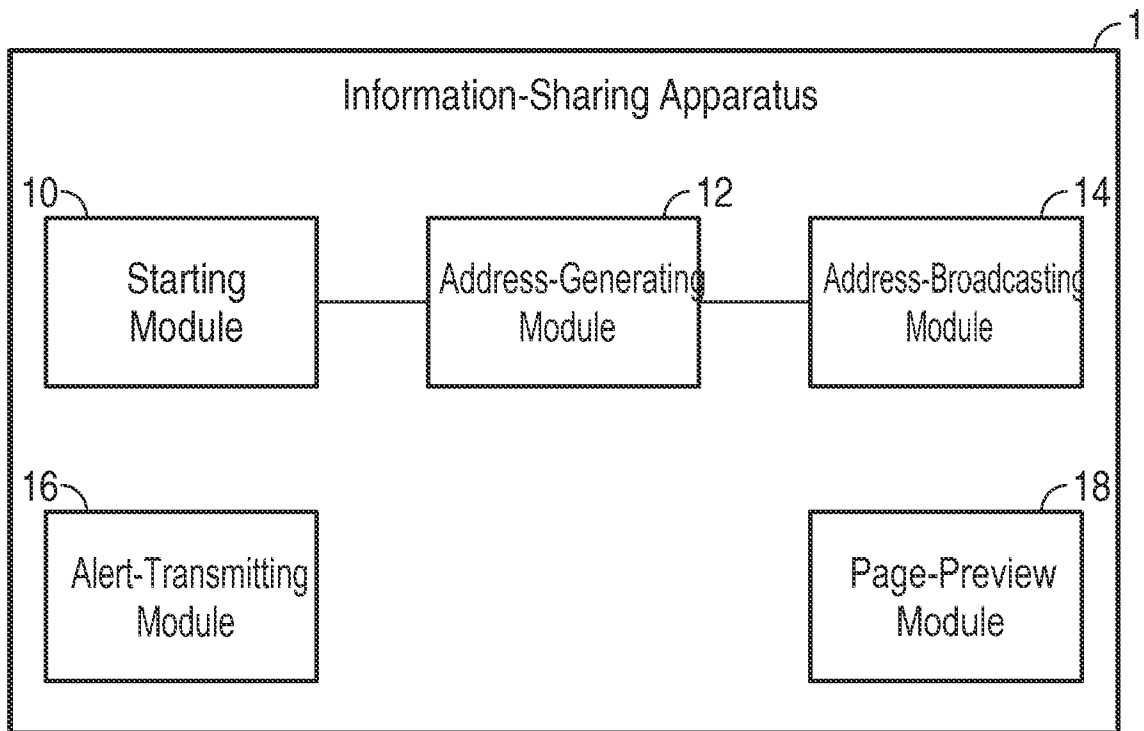 1
Information-Sharing Apparatus
10
12
14
Starting
Module
Address-Generating
Module
Address-Broadcasting
Module
16
18
Alert-Transmitting
Module
Page-Preview
Module